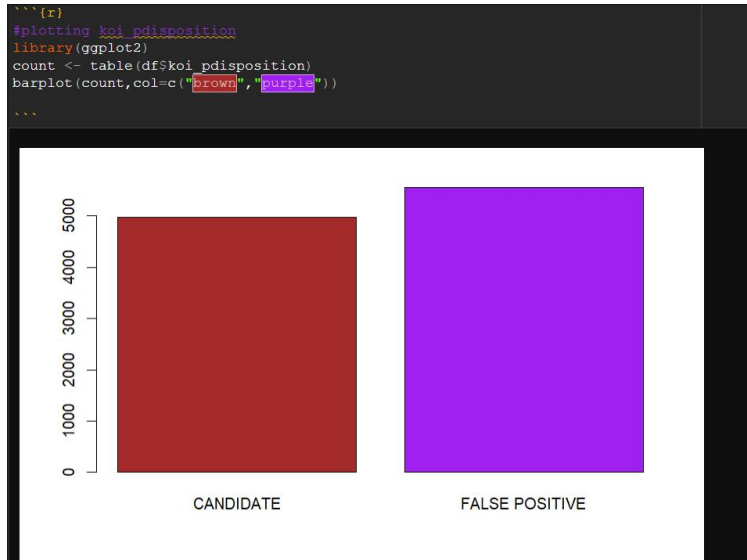 ```{r}
#plotting koi_pdisposition
library(ggplot2)
count <- table(df$koi_pdisposition)
barplot(count,col=c("brown","purple"))
```
5000
4000
3000
2000
1000
0
CANDIDATE FALSE POSITIVE